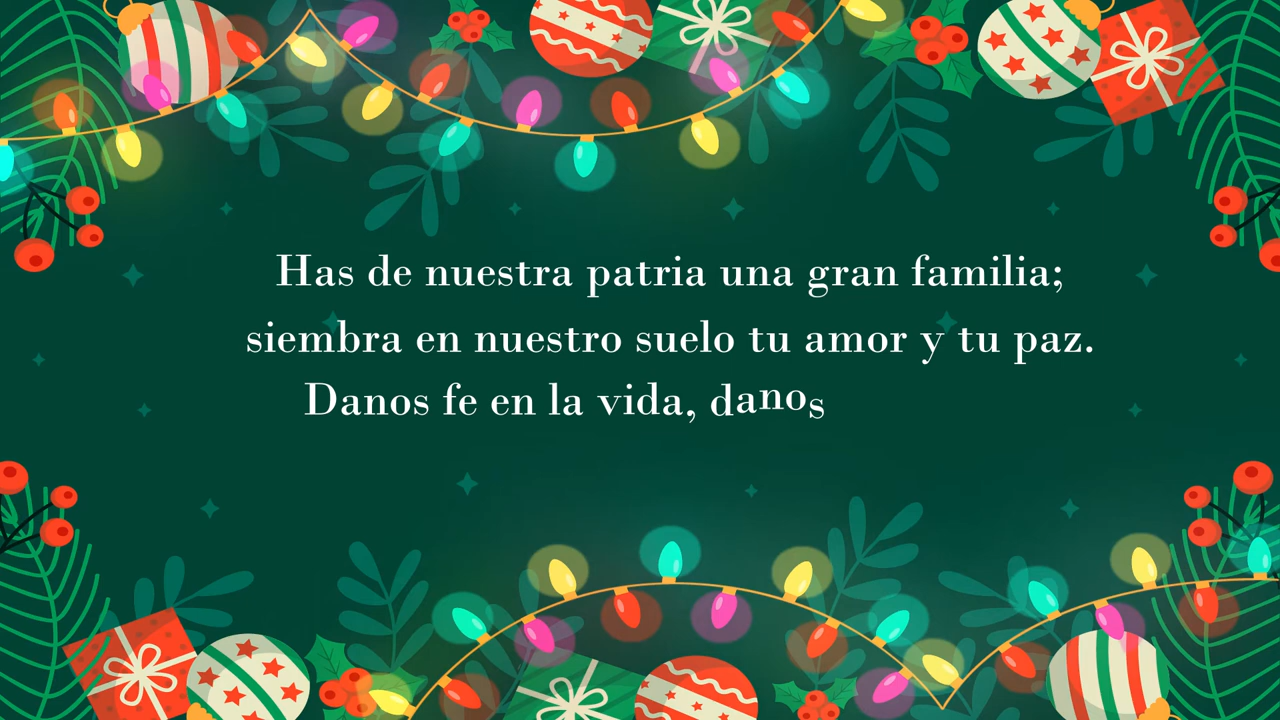 Has de nuestra patria una gran familia;
siembra en nuestro suelo tu amor y tu paz.
Danos fe en la vida, danos